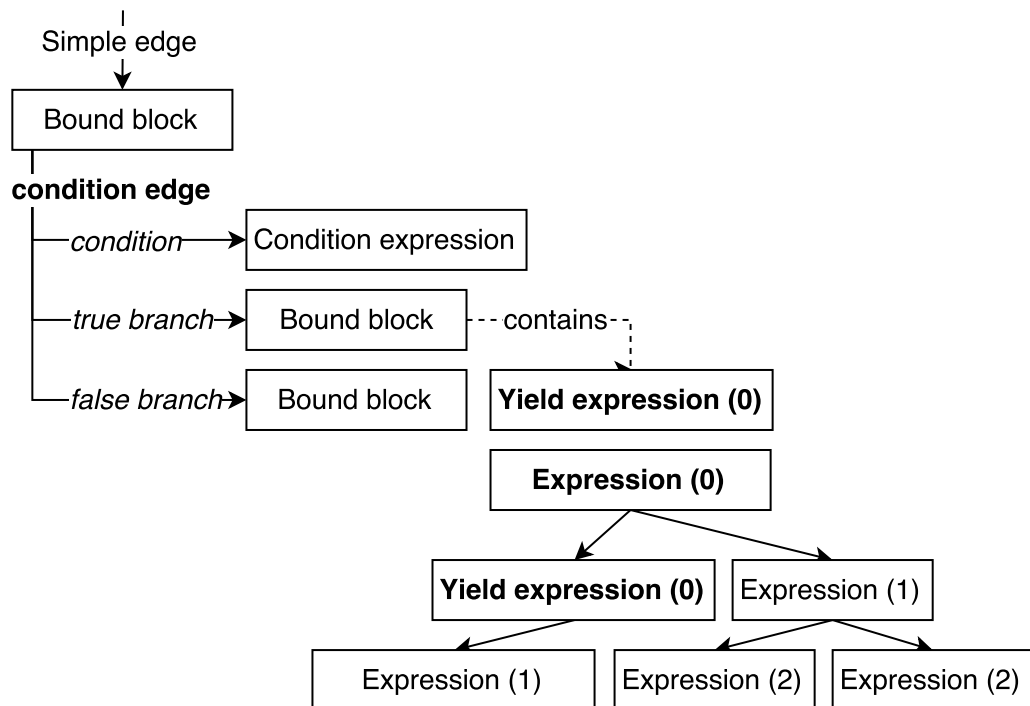 Simple edge
Bound block
condition edge
condition
Condition expression
true branch
Bound block
contains
false branch
Bound block
Yield expression (0)
Expression (0)
Yield expression (0)
Expression (1)
Expression (1)
Expression (2)
Expression (2)